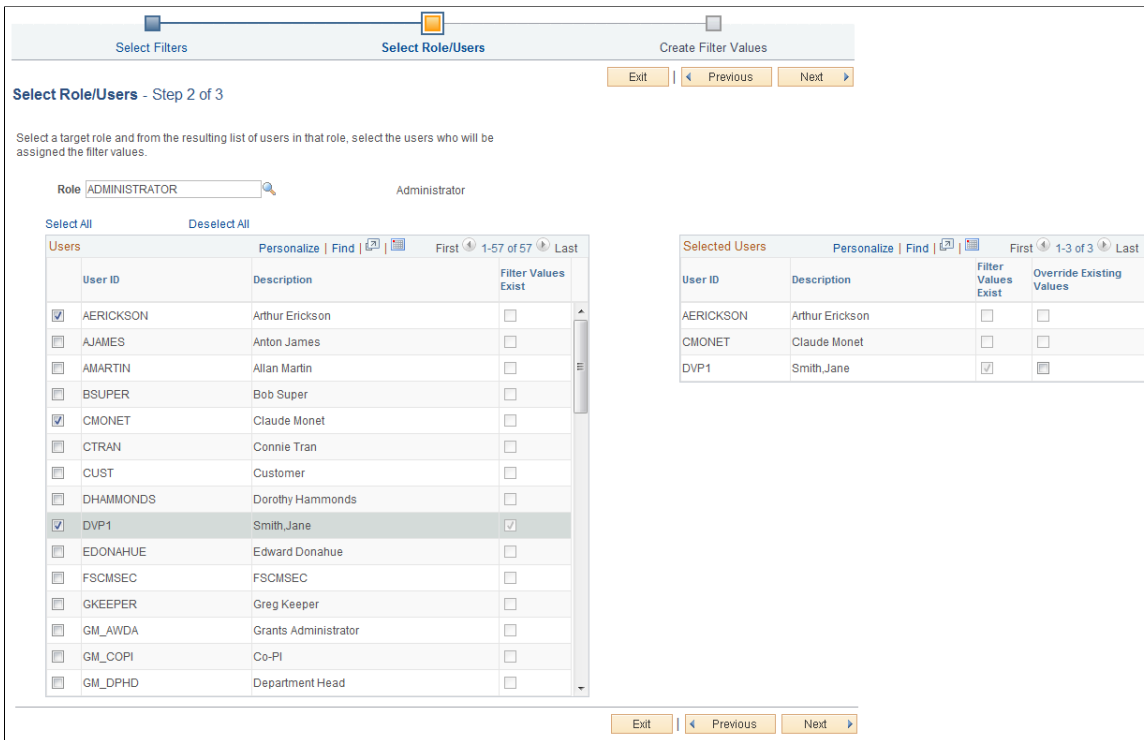 Select Filters Select Role/Users Create Filter Values
Exit | Previous Next
Select Role/Users - Step 2 of 3
Select a target role and from the resulting list of users in that role, select the users who will be
assigned the filter values.
Role ADMINISTRATOR Administrator
Select All Deselect All
Users Personalize | Find | | First 1-57 of 57 Last
User ID Description Filter Values
Exist
AERICKSON Arthur Erickson
AJAMES Anton James
AMARTIN Allan Martin
BSUPER Bob Super
CMONET Claude Monet
CTRAN Connie Tran
CUST Customer
DHAMMONDS Dorothy Hammonds
DVP1 Smith,Jane
EDONAHUE Edward Donahue
FSCMSEC FSCMSEC
GKEEPER Greg Keeper
GM_AWDA Grants Administrator
GM_COPI Co-PI
GM_DPHD Department Head
Selected Users Personalize | Find | | First 1-3 of 3 Last
User ID Description Filter
Values
Exist Override Existing
Values
AERICKSON Arthur Erickson
CMONET Claude Monet
DVP1 Smith,Jane
Exit | Previous Next